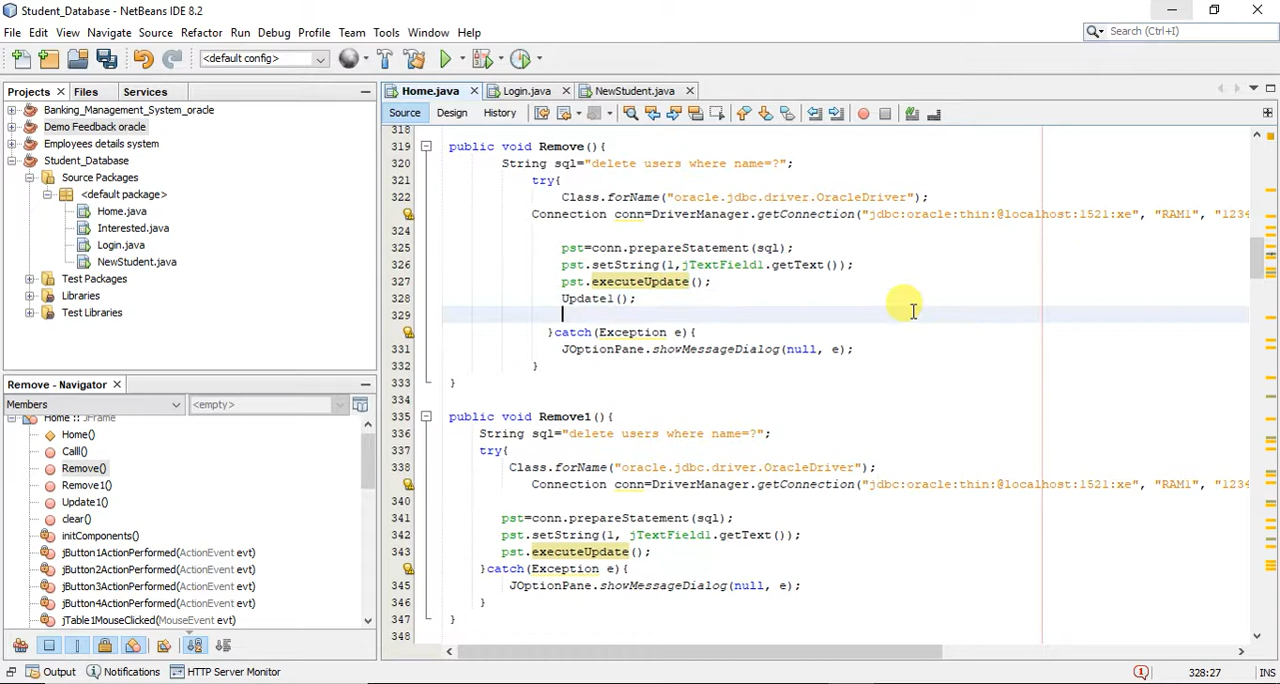 Student_Database - NetBeans IDE 8.2
File Edit View Navigate Source Refactor Run Debug Profile Team Tools Window Help
Search (Ctrl+I)
<default config>
Projects Files Services
Banking_Management_System_oracle
Demo Feedback oracle
Employees details system
Student_Database
Source Packages
<default package>
Home.java
Interested.java
Login.java
NewStudent.java
Test Packages
Libraries
Test Libraries
Remove - Navigator
Members <empty>
Home :: JFrame
Home()
Call()
Remove()
Remove1()
Update1()
clear()
initComponents()
jButton1ActionPerformed(ActionEvent evt)
jButton2ActionPerformed(ActionEvent evt)
jButton3ActionPerformed(ActionEvent evt)
jButton4ActionPerformed(ActionEvent evt)
jTable1MouseClicked(MouseEvent evt)
Home.java Login.java NewStudent.java
Source Design History
318
319 public void Remove(){
320 String sql="delete users where name=?";
321 try{
322 Class.forName("oracle.jdbc.driver.OracleDriver");
Connection conn=DriverManager.getConnection("jdbc:oracle:thin:@localhost:1521:xe", "RAM1", "1234
324
325 pst=conn.prepareStatement(sql);
326 pst.setString(1,jTextField1.getText());
327 pst.executeUpdate();
328 Update1();
329
}catch(Exception e){
331 JOptionPane.showMessageDialog(null, e);
332 }
333 }
334
335 public void Remove1(){
336 String sql="delete users where name=?";
337 try{
338 Class.forName("oracle.jdbc.driver.OracleDriver");
Connection conn=DriverManager.getConnection("jdbc:oracle:thin:@localhost:1521:xe", "RAM1", "1234
340
341 pst=conn.prepareStatement(sql);
342 pst.setString(1, jTextField1.getText());
343 pst.executeUpdate();
}catch(Exception e){
345 JOptionPane.showMessageDialog(null, e);
346 }
347 }
348
Output Notifications HTTP Server Monitor
1 328:27 INS